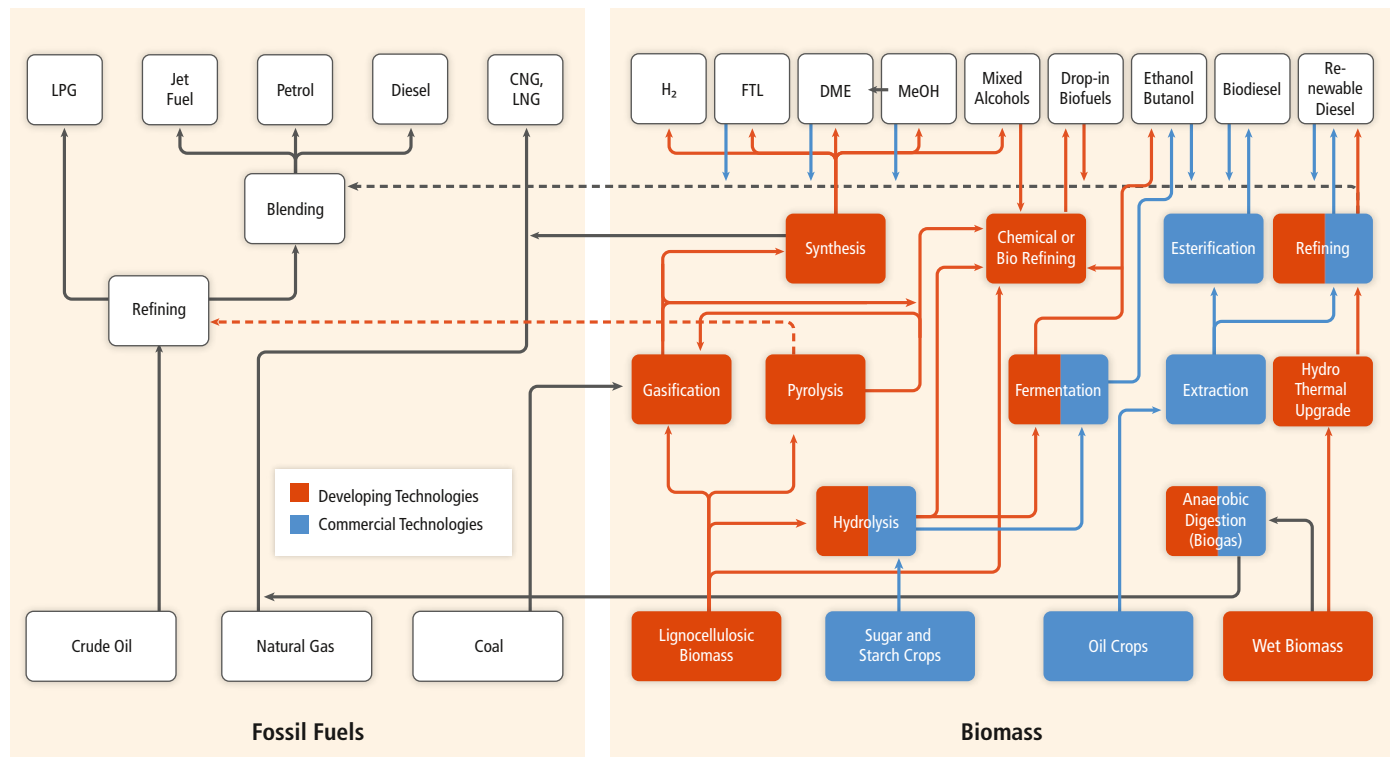 LPG
Jet
Fuel
Petrol
Diesel
CNG,
LNG
H₂
FTL
DME
MeOH
Mixed
Alcohols
Drop-in
Biofuels
Ethanol
Butanol
Biodiesel
Re-
newable
Diesel
Blending
Refining
Synthesis
Chemical or
Bio Refining
Esterification
Refining
Gasification
Pyrolysis
Fermentation
Extraction
Hydro
Thermal
Upgrade
Developing Technologies
Commercial Technologies
Hydrolysis
Anaerobic
Digestion
(Biogas)
Crude Oil
Natural Gas
Coal
Lignocellulosic
Biomass
Sugar and
Starch Crops
Oil Crops
Wet Biomass
Fossil Fuels
Biomass